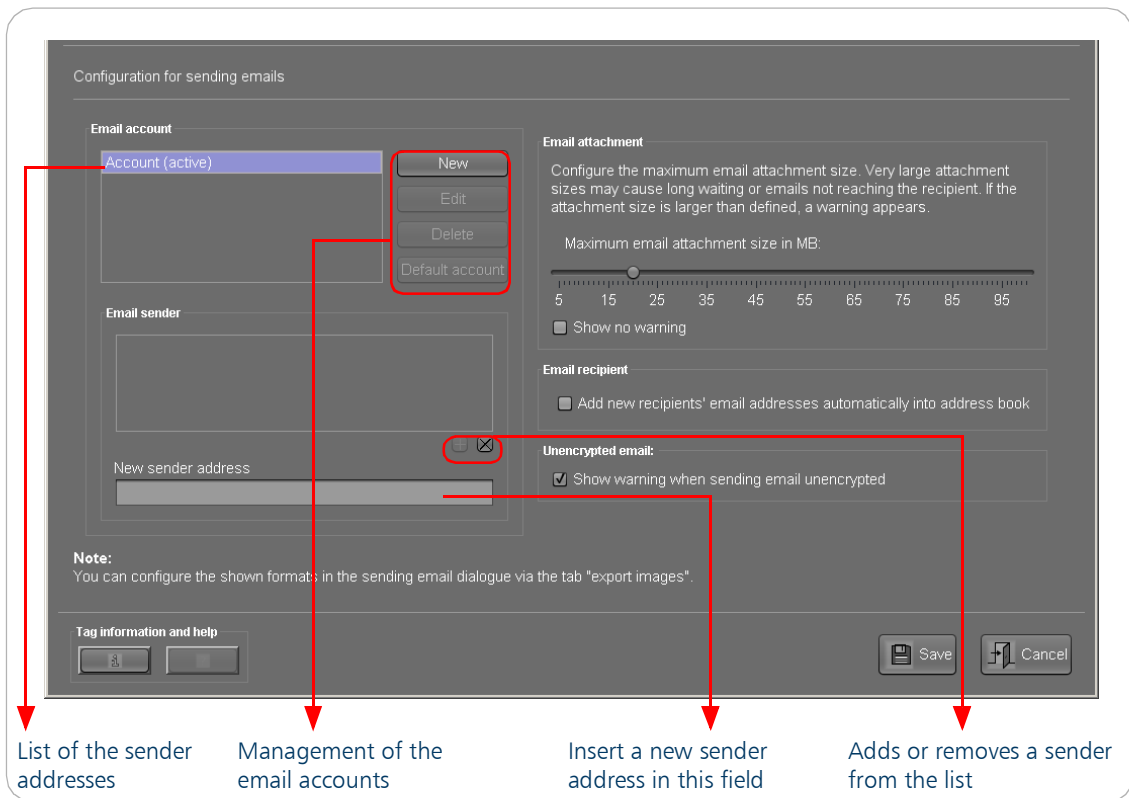 Configuration for sending emails
Email account
Account (active)
New
Edit
Delete
Default account
Email sender
New sender address
Email attachment
Configure the maximum email attachment size. Very large attachment
sizes may cause long waiting or emails not reaching the recipient. If the
attachment size is larger than defined, a warning appears.
Maximum email attachment size in MB:
5 15 25 35 45 55 65 75 85 95
Show no warning
Email recipient
Add new recipients' email addresses automatically into address book
Unencrypted email:
Show warning when sending email unencrypted
Note:
You can configure the shown formats in the sending email dialogue via the tab "export images".
Tag information and help
Save
Cancel
List of the sender
addresses
Management of the
email accounts
Insert a new sender
address in this field
Adds or removes a sender
from the list